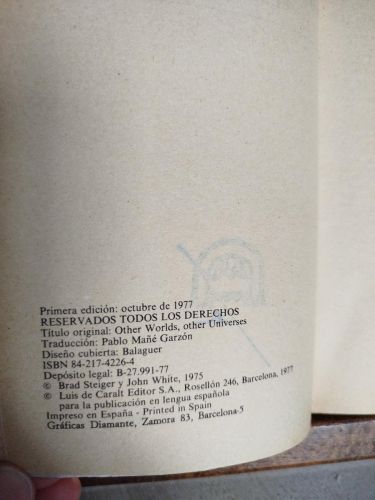 Primera edición: octubre de 1977
RESERVADOS TODOS LOS DERECHOS
Título original: Other Worlds, other Universes
Traducción: Pablo Mañé Garzón
Diseño cubierta: Balaguer
ISBN 84-217-4226-4
Depósito legal: B-27.991-77
© Brad Steiger y John White, 1975
© Luis de Caralt Editor S.A., Rosellón 246, Barcelona, 1977
para la publicación en lengua española
Impreso en España - Printed in Spain
Gráficas Diamante, Zamora 83, Barcelona-5